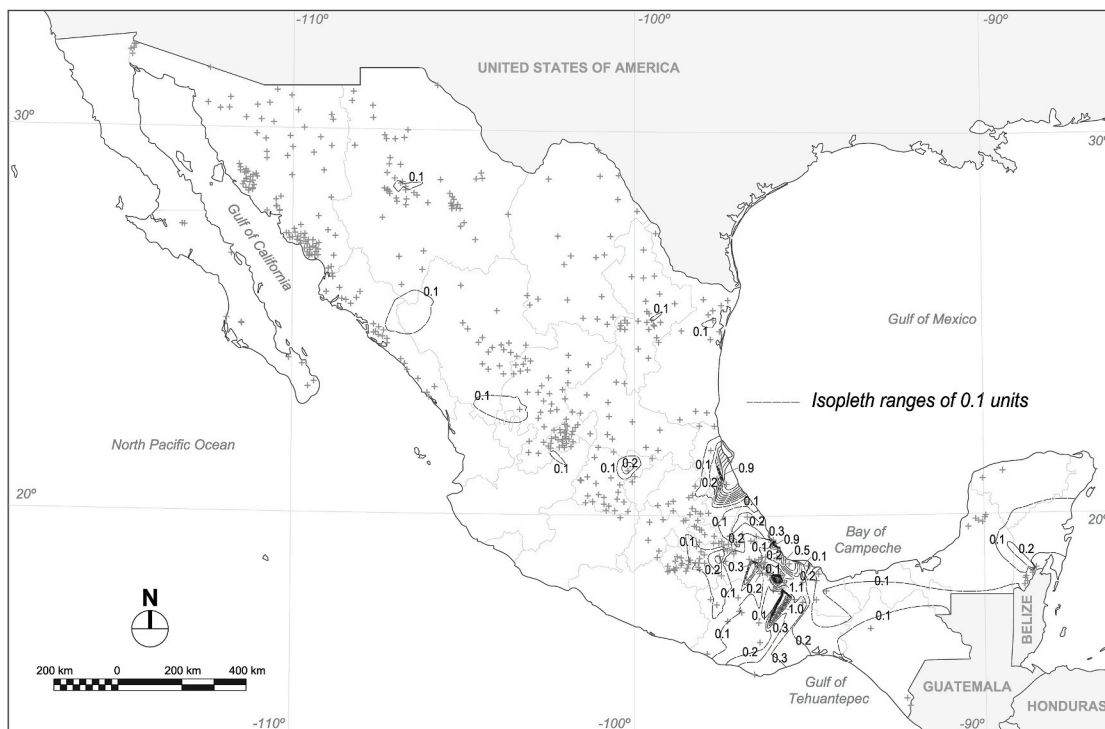 -110º
-100º
-90º
UNITED STATES OF AMERICA
30º
30º
0.1
Gulf of California
0.1
0.1
0.1
Gulf of Mexico
Isopleth ranges of 0.1 units
0.1
North Pacific Ocean
0.1
0.1
0.2
0.1
0.9
0.2
0.1
20º
20º
0.1
0.2
0.3
0.9
Bay of
Campeche
0.1
0.2
0.1
0.2
0.5
0.1
0.1
0.2
0.2
0.3
0.1
0.2
0.1
0.1
0.2
1.1
0.1
1.0
0.1
0.1
0.3
0.2
0.2
0.3
BELIZE
N
200 km
0
200 km
400 km
Gulf of
Tehuantepec
GUATEMALA
HONDURAS
-110º
-100º
-90º